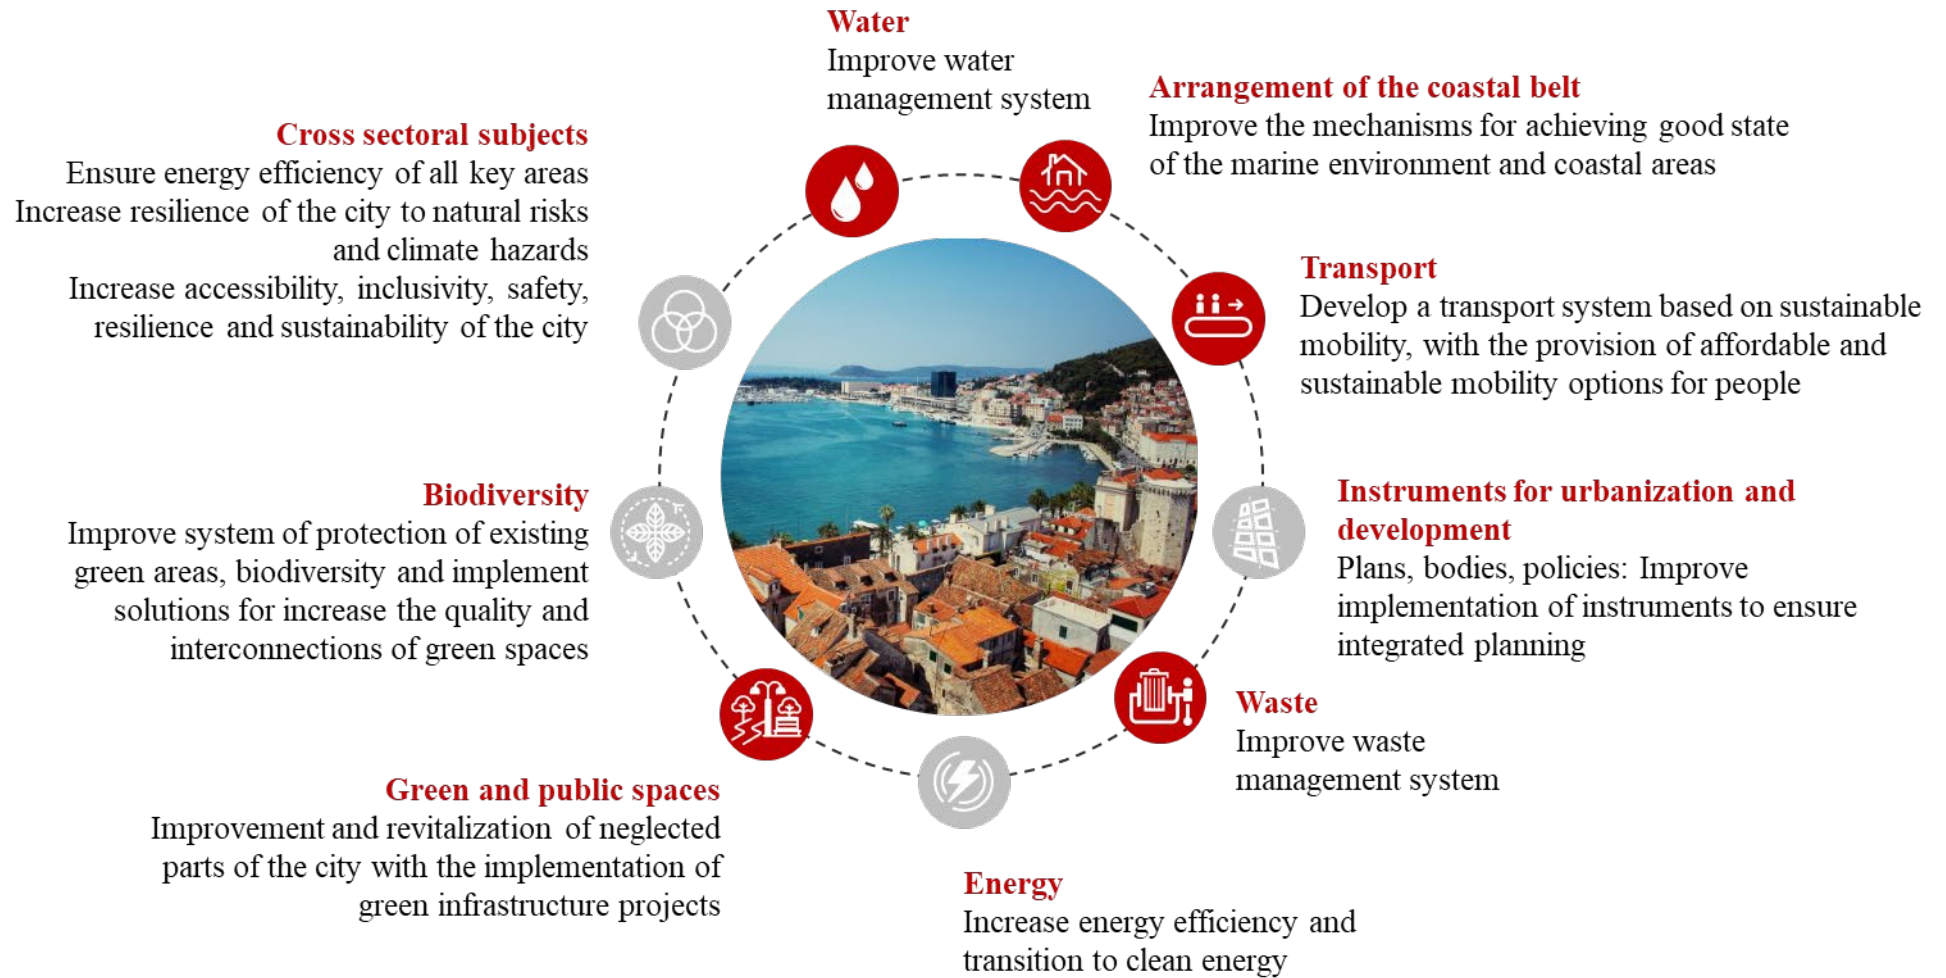 Water
Improve water
management system
Arrangement of the coastal belt
Improve the mechanisms for achieving good state
of the marine environment and coastal areas
Transport
Develop a transport system based on sustainable
mobility, with the provision of affordable and
sustainable mobility options for people
Instruments for urbanization and
development
Plans, bodies, policies: Improve
implementation of instruments to ensure
integrated planning
Waste
Improve waste
management system
Energy
Increase energy efficiency and
transition to clean energy
Green and public spaces
Improvement and revitalization of neglected
parts of the city with the implementation of
green infrastructure projects
Biodiversity
Improve system of protection of existing
green areas, biodiversity and implement
solutions for increase the quality and
interconnections of green spaces
Cross sectoral subjects
Ensure energy efficiency of all key areas
Increase resilience of the city to natural risks
and climate hazards
Increase accessibility, inclusivity, safety,
resilience and sustainability of the city